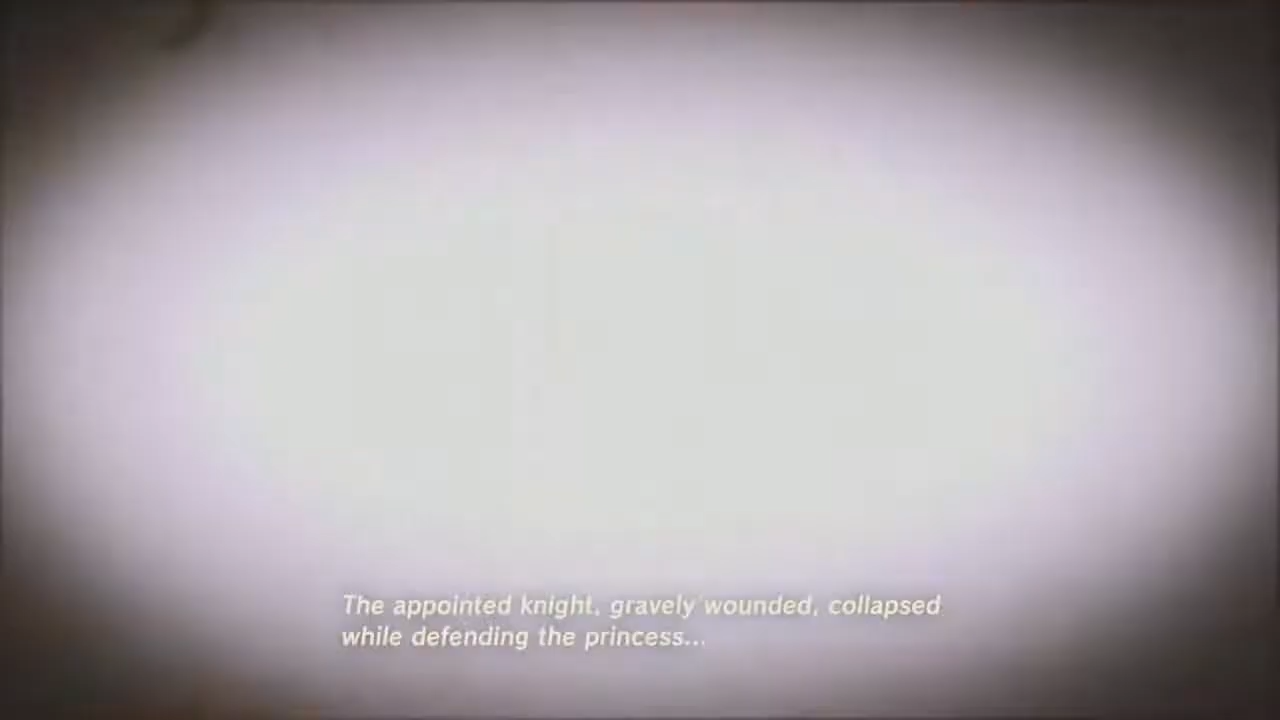 The appointed knight, gravely wounded, collapsed
while defending the princess...